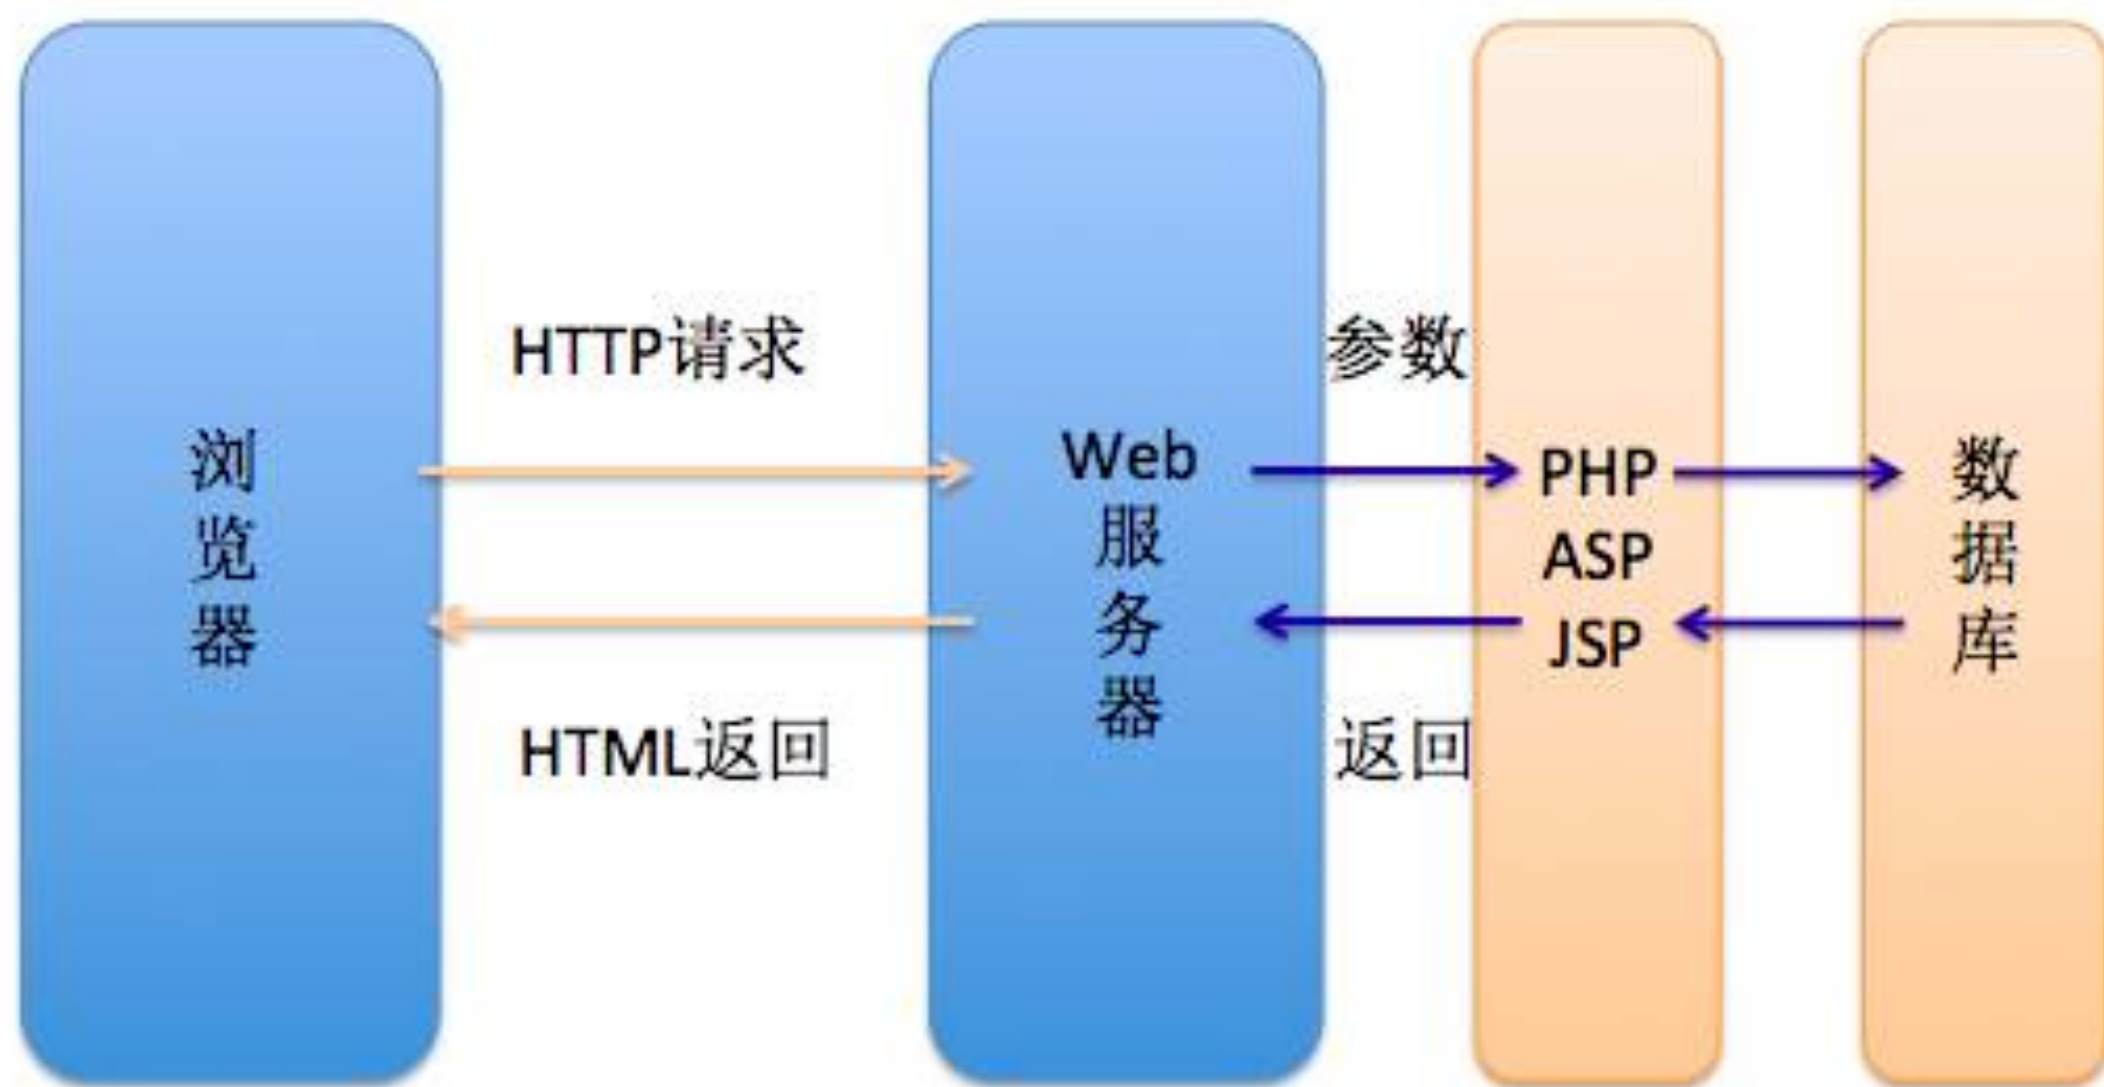 浏
览
器
HTTP请求
HTML返回
Web
服
务
器
参数
返回
PHP
ASP
JSP
数
据
库